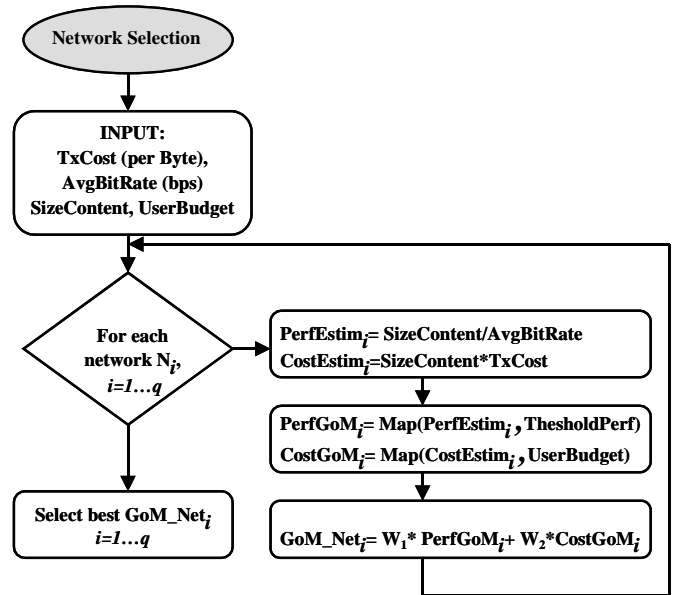 Network Selection
INPUT:
TxCost (per Byte),
AvgBitRate (bps)
SizeContent, UserBudget
For each
network Ni,
i=1…q
PerfEstimi= SizeContent/AvgBitRate
CostEstimi=SizeContent*TxCost
PerfGoMi= Map(PerfEstimi,ThesholdPerf)
CostGoMi= Map(CostEstimi,UserBudget)
Select best GoM_Neti
i=1…q
GoM_Neti= W1* PerfGoMi+ W2*CostGoMi